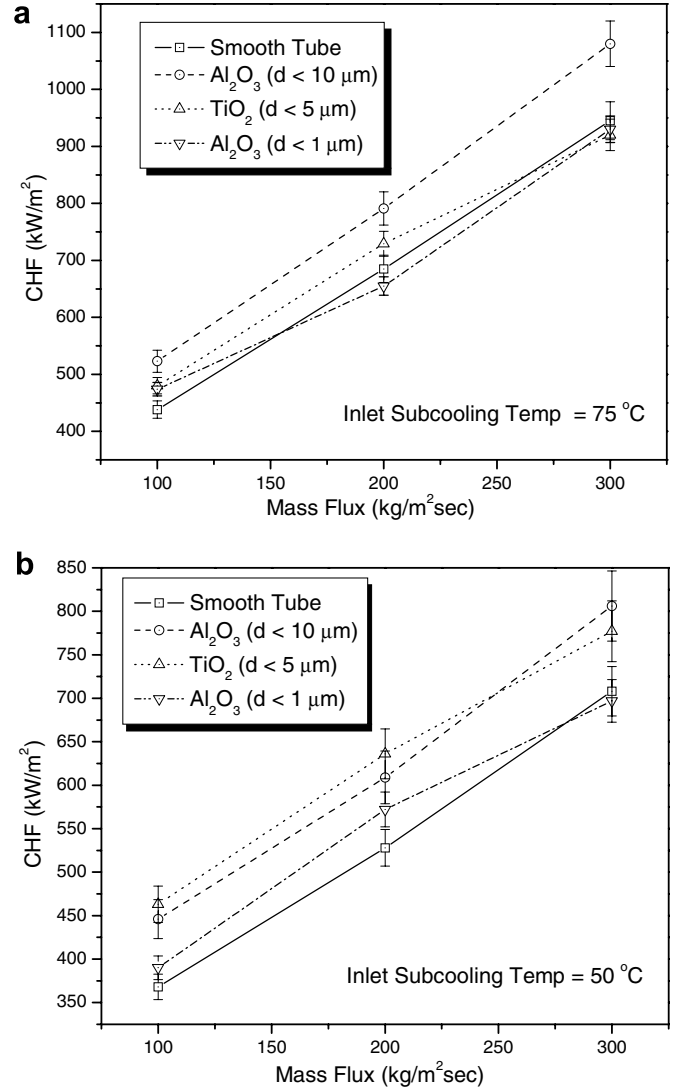 a
1100
1000
900
800
700
600
500
400
CHF (kW/m²)
Smooth Tube
Al₂O₃ (d < 10 μm)
TiO₂ (d < 5 μm)
Al₂O₃ (d < 1 μm)
Inlet Subcooling Temp = 75 °C
100 150 200 250 300
Mass Flux (kg/m²sec)
b
850
800
750
700
650
600
550
500
450
400
350
CHF (kW/m²)
Smooth Tube
Al₂O₃ (d < 10 μm)
TiO₂ (d < 5 μm)
Al₂O₃ (d < 1 μm)
Inlet Subcooling Temp = 50 °C
100 150 200 250 300
Mass Flux (kg/m²sec)